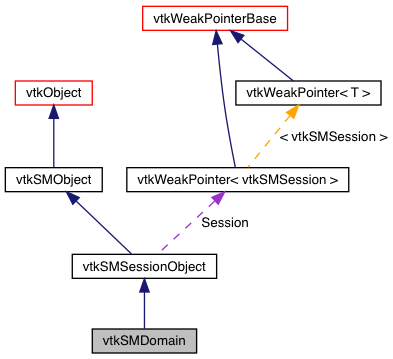 vtkWeakPointerBase
vtkObject
vtkWeakPointer< T >
< vtkSMSession >
vtkSMObject
vtkWeakPointer< vtkSMSession >
Session
vtkSMSessionObject
vtkSMDomain